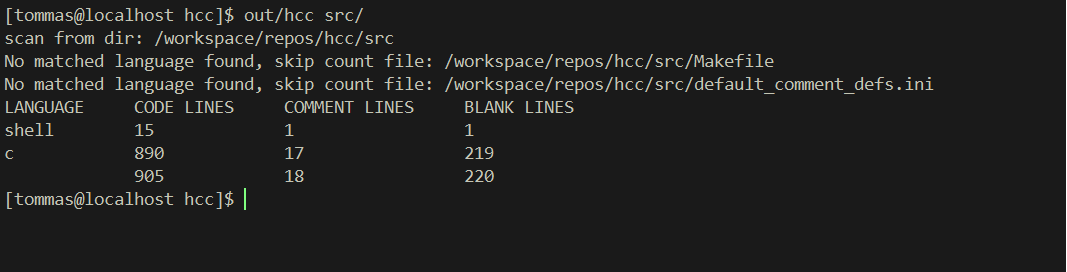 [tommas@localhost hcc]$ out/hcc src/
scan from dir: /workspace/repos/hcc/src
No matched language found, skip count file: /workspace/repos/hcc/src/Makefile
No matched language found, skip count file: /workspace/repos/hcc/src/default_comment_defs.ini
LANGUAGE     CODE LINES     COMMENT LINES     BLANK LINES
shell        15             1                 1
c            890            17                219
             905            18                220
[tommas@localhost hcc]$